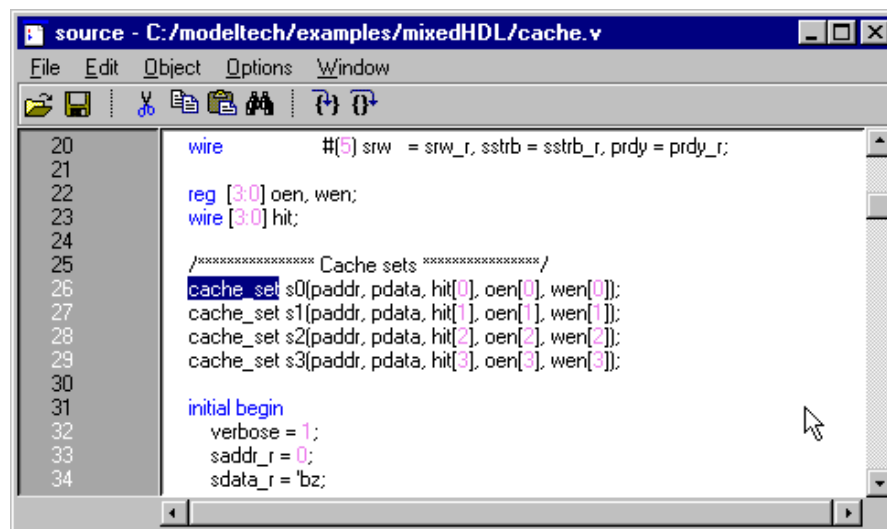 source - C:/modeltech/examples/mixedHDL/cache.v
File Edit Object Options Window
20 wire #(5) srw = srw_r, sstrb = sstrb_r, prdy = prdy_r;
21
22 reg [3:0] oen, wen;
23 wire [3:0] hit;
24
25 /**************** Cache sets ****************/
26 cache_set s0(paddr, pdata, hit[0], oen[0], wen[0]);
27 cache_set s1(paddr, pdata, hit[1], oen[1], wen[1]);
28 cache_set s2(paddr, pdata, hit[2], oen[2], wen[2]);
29 cache_set s3(paddr, pdata, hit[3], oen[3], wen[3]);
30
31 initial begin
32 verbose = 1;
33 saddr_r = 0;
34 sdata_r = 'bz;